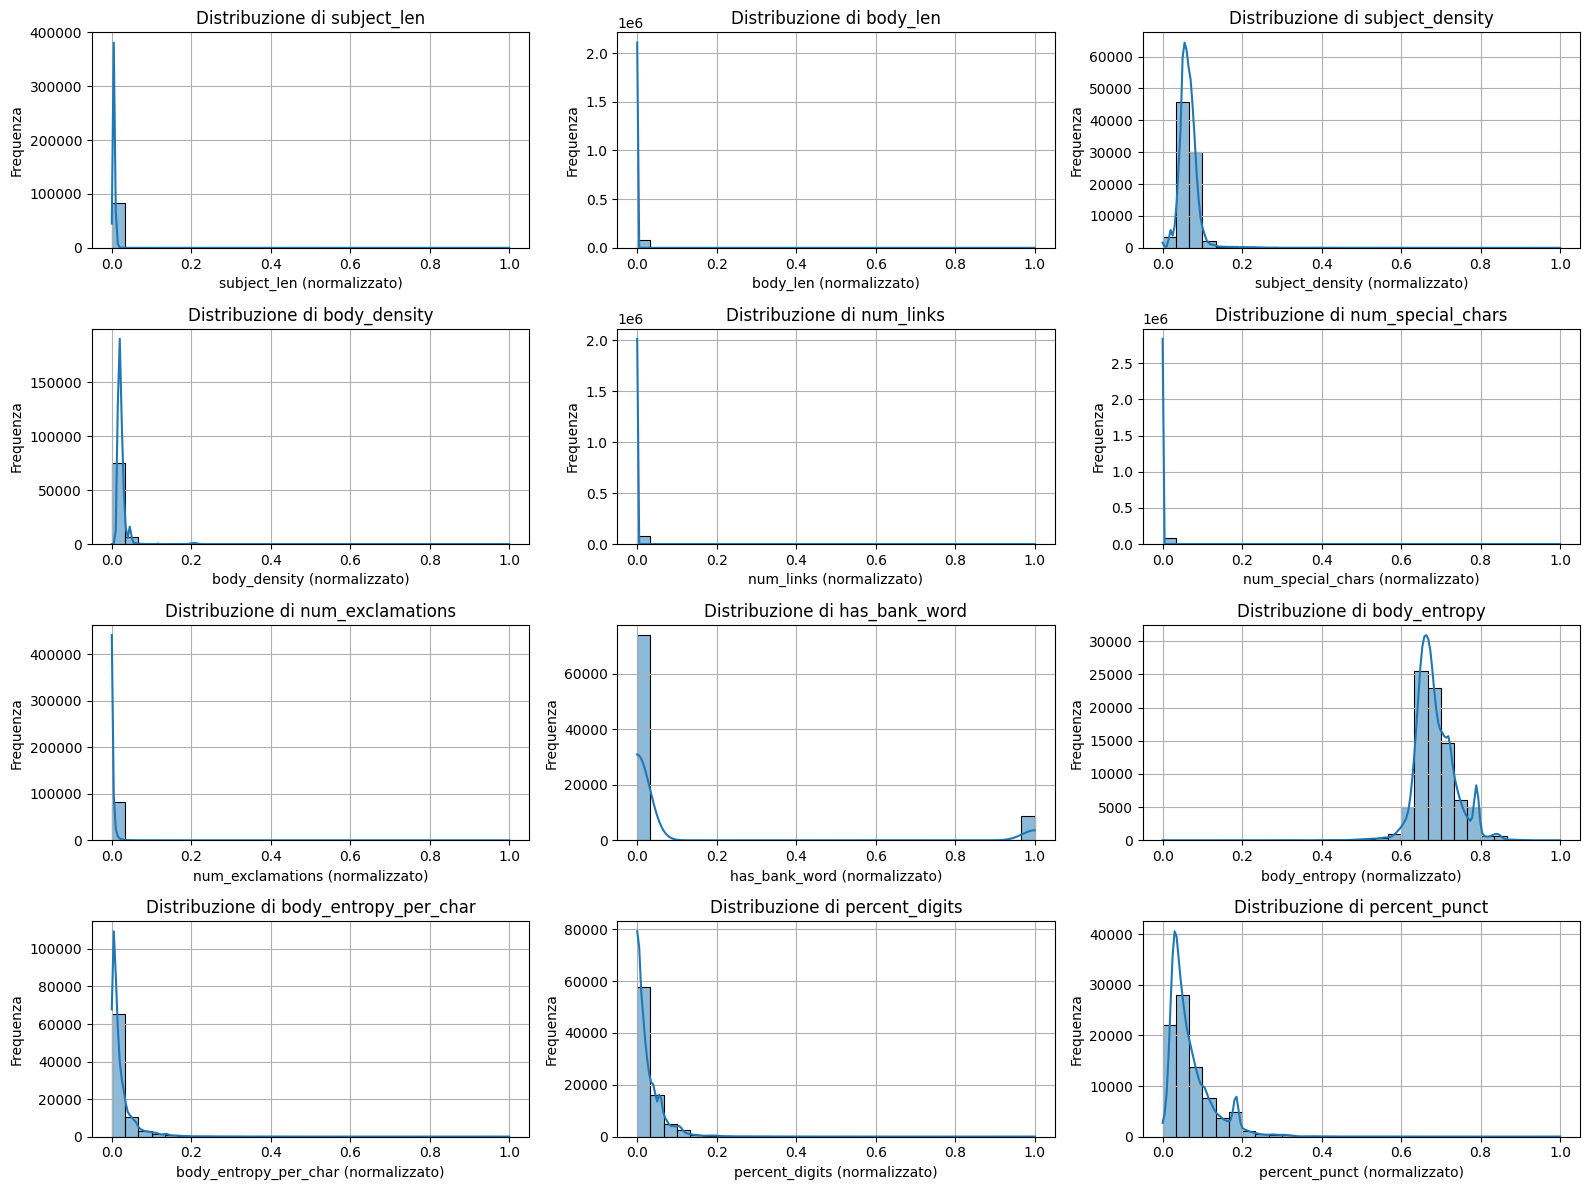 Distribuzione di subject_len
400000
300000
200000
100000
0
Frequenza
0.0 0.2 0.4 0.6 0.8 1.0
subject_len (normalizzato)
Distribuzione di body_len
1e6
2.0
1.5
1.0
0.5
0.0
Frequenza
0.0 0.2 0.4 0.6 0.8 1.0
body_len (normalizzato)
Distribuzione di subject_density
60000
50000
40000
30000
20000
10000
0
Frequenza
0.0 0.2 0.4 0.6 0.8 1.0
subject_density (normalizzato)
Distribuzione di body_density
150000
100000
50000
0
Frequenza
0.0 0.2 0.4 0.6 0.8 1.0
body_density (normalizzato)
Distribuzione di num_links
1e6
2.0
1.5
1.0
0.5
0.0
Frequenza
0.0 0.2 0.4 0.6 0.8 1.0
num_links (normalizzato)
Distribuzione di num_special_chars
1e6
2.5
2.0
1.5
1.0
0.5
0.0
Frequenza
0.0 0.2 0.4 0.6 0.8 1.0
num_special_chars (normalizzato)
Distribuzione di num_exclamations
400000
300000
200000
100000
0
Frequenza
0.0 0.2 0.4 0.6 0.8 1.0
num_exclamations (normalizzato)
Distribuzione di has_bank_word
60000
40000
20000
0
Frequenza
0.0 0.2 0.4 0.6 0.8 1.0
has_bank_word (normalizzato)
Distribuzione di body_entropy
30000
25000
20000
15000
10000
5000
0
Frequenza
0.0 0.2 0.4 0.6 0.8 1.0
body_entropy (normalizzato)
Distribuzione di body_entropy_per_char
100000
80000
60000
40000
20000
0
Frequenza
0.0 0.2 0.4 0.6 0.8 1.0
body_entropy_per_char (normalizzato)
Distribuzione di percent_digits
80000
60000
40000
20000
0
Frequenza
0.0 0.2 0.4 0.6 0.8 1.0
percent_digits (normalizzato)
Distribuzione di percent_punct
40000
30000
20000
10000
0
Frequenza
0.0 0.2 0.4 0.6 0.8 1.0
percent_punct (normalizzato)